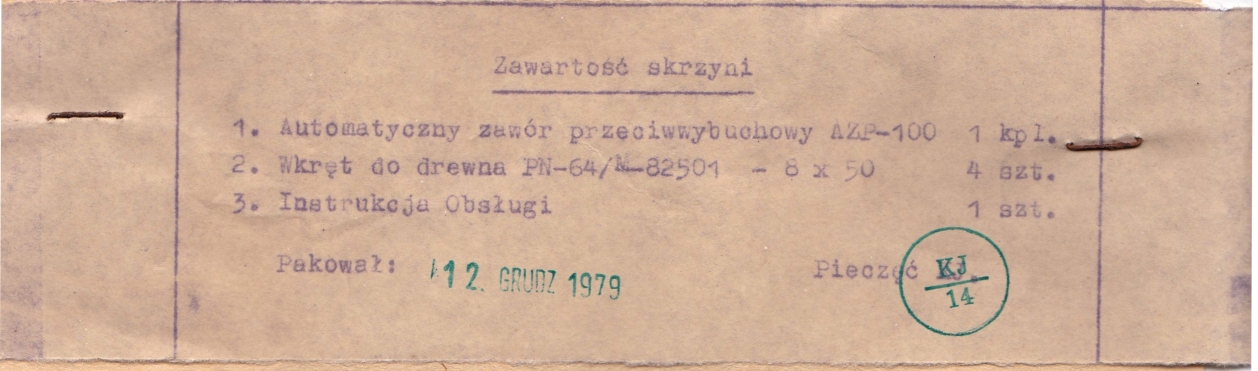 Zawartość skrzyni
1. Automatyczny zawór przeciwwybuchowy AZP-100 1 kpl.
2. Wkręt do drewna PN-64/M-82501 - 8 x 50 4 szt.
3. Instrukcja Obsługi 1 szt.
Pakował: 12. GRUDZ 1979 Pieczęć KJ
14